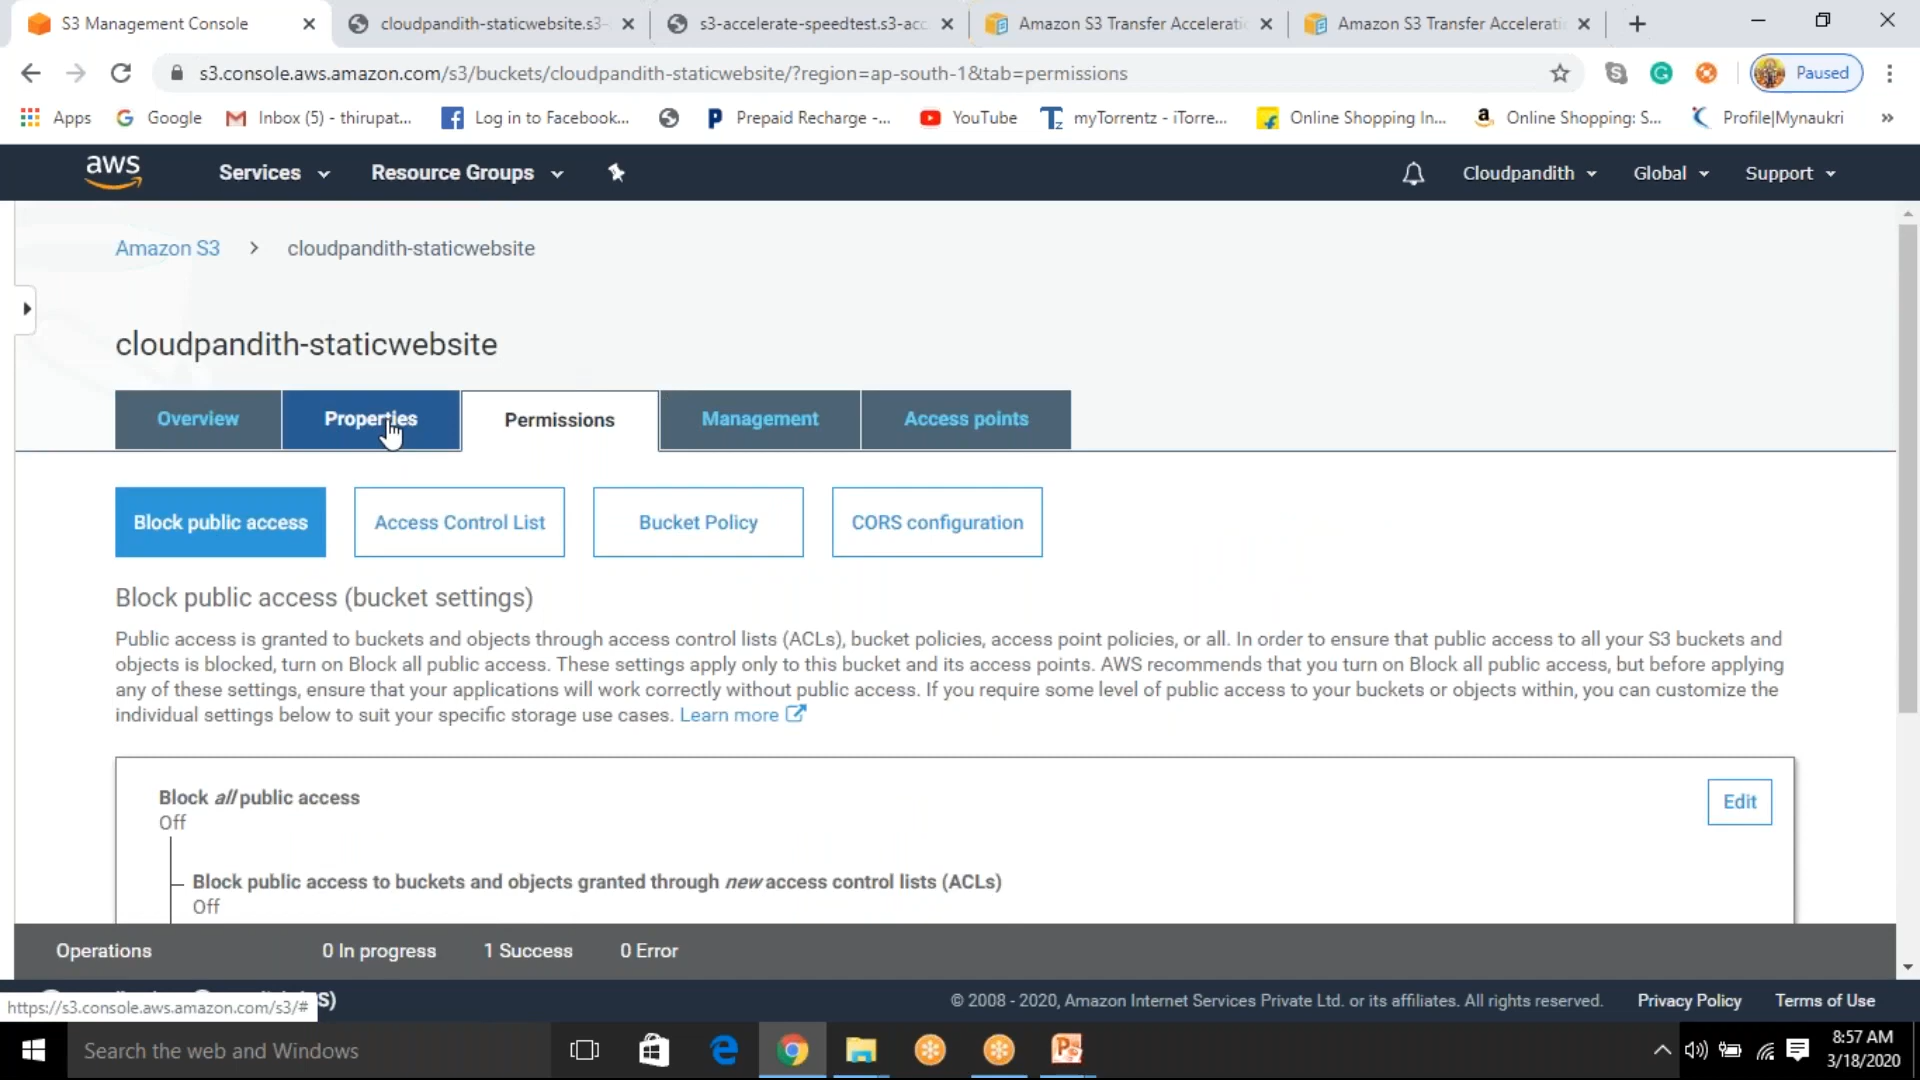 S3 Management Console
cloudpandith-staticwebsite.s3-
s3-accelerate-speedtest.s3-acc
Amazon S3 Transfer Acceleratio
Amazon S3 Transfer Acceleratio
s3.console.aws.amazon.com/s3/buckets/cloudpandith-staticwebsite/?region=ap-south-1&tab=permissions
Paused
Apps
Google
Inbox (5) - thirupat...
Log in to Facebook...
Prepaid Recharge -...
YouTube
myTorrentz - iTorre...
Online Shopping In...
Online Shopping: S...
Profile|Mynaukri
»
aws
Services
Resource Groups
Cloudpandith
Global
Support
Amazon S3 > cloudpandith-staticwebsite
cloudpandith-staticwebsite
Overview
Properties
Permissions
Management
Access points
Block public access
Access Control List
Bucket Policy
CORS configuration
Block public access (bucket settings)
Public access is granted to buckets and objects through access control lists (ACLs), bucket policies, access point policies, or all. In order to ensure that public access to all your S3 buckets and
objects is blocked, turn on Block all public access. These settings apply only to this bucket and its access points. AWS recommends that you turn on Block all public access, but before applying
any of these settings, ensure that your applications will work correctly without public access. If you require some level of public access to your buckets or objects within, you can customize the
individual settings below to suit your specific storage use cases. Learn more
Block all public access
Off
Edit
Block public access to buckets and objects granted through new access control lists (ACLs)
Off
Operations
0 In progress
1 Success
0 Error
https://s3.console.aws.amazon.com/s3/#
© 2008 - 2020, Amazon Internet Services Private Ltd. or its affiliates. All rights reserved.
Privacy Policy
Terms of Use
Search the web and Windows
8:57 AM
3/18/2020